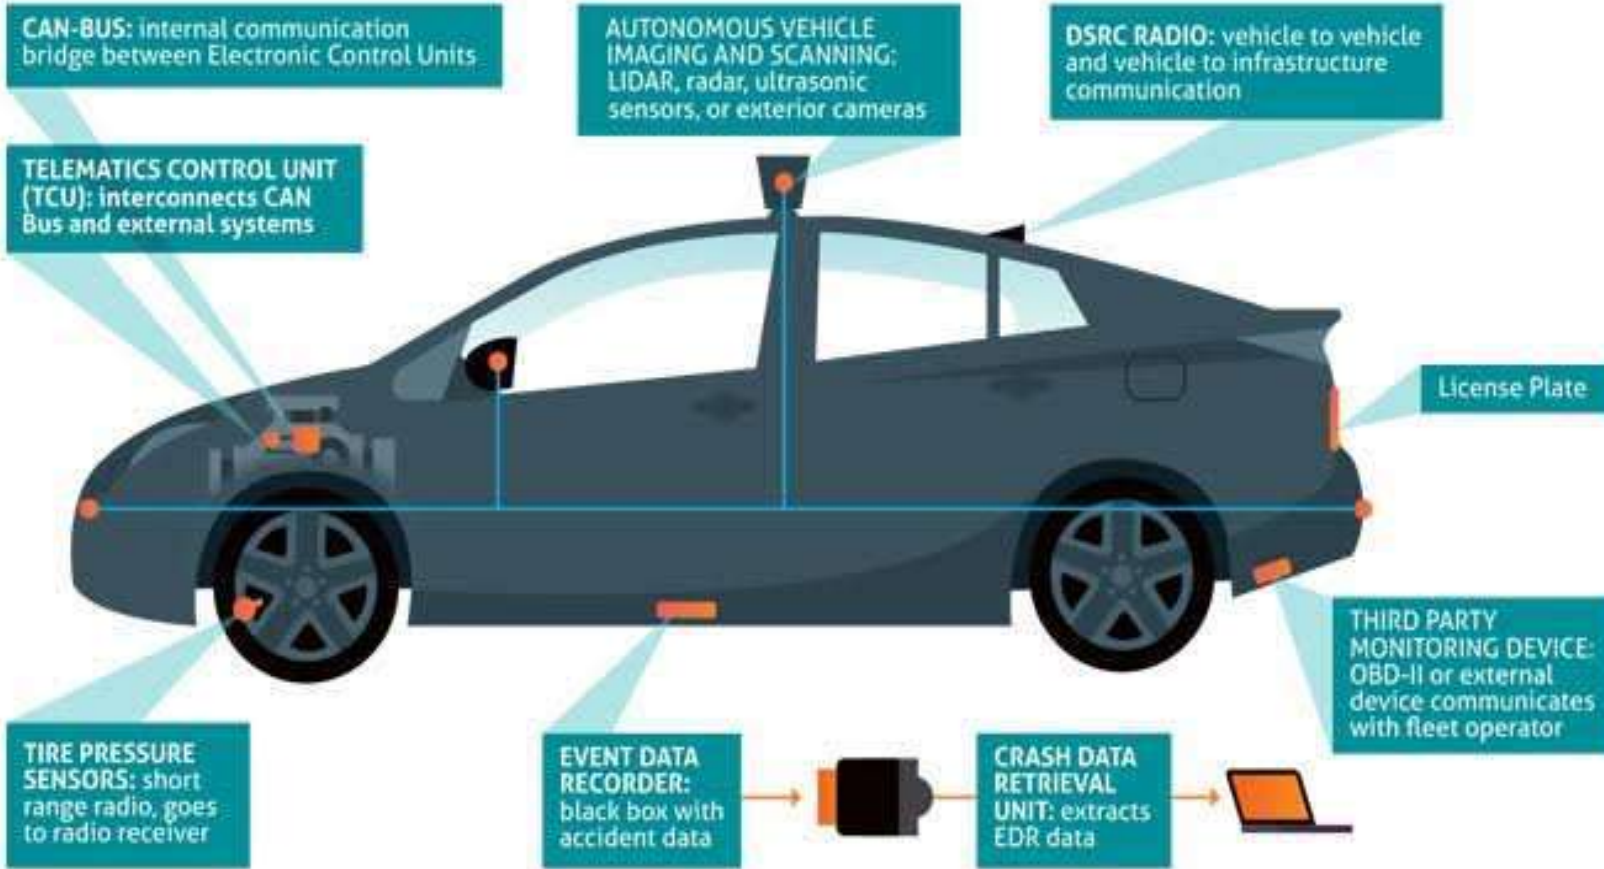 CAN-BUS: internal communication
bridge between Electronic Control Units
AUTONOMOUS VEHICLE
IMAGING AND SCANNING:
LIDAR, radar, ultrasonic
sensors, or exterior cameras
DSRC RADIO: vehicle to vehicle
and vehicle to infrastructure
communication
TELEMATICS CONTROL UNIT
(TCU): interconnects CAN
Bus and external systems
License Plate
THIRD PARTY
MONITORING DEVICE:
OBD-II or external
device communicates
with fleet operator
TIRE PRESSURE
SENSORS: short
range radio, goes
to radio receiver
EVENT DATA
RECORDER:
black box with
accident data
CRASH DATA
RETRIEVAL
UNIT: extracts
EDR data